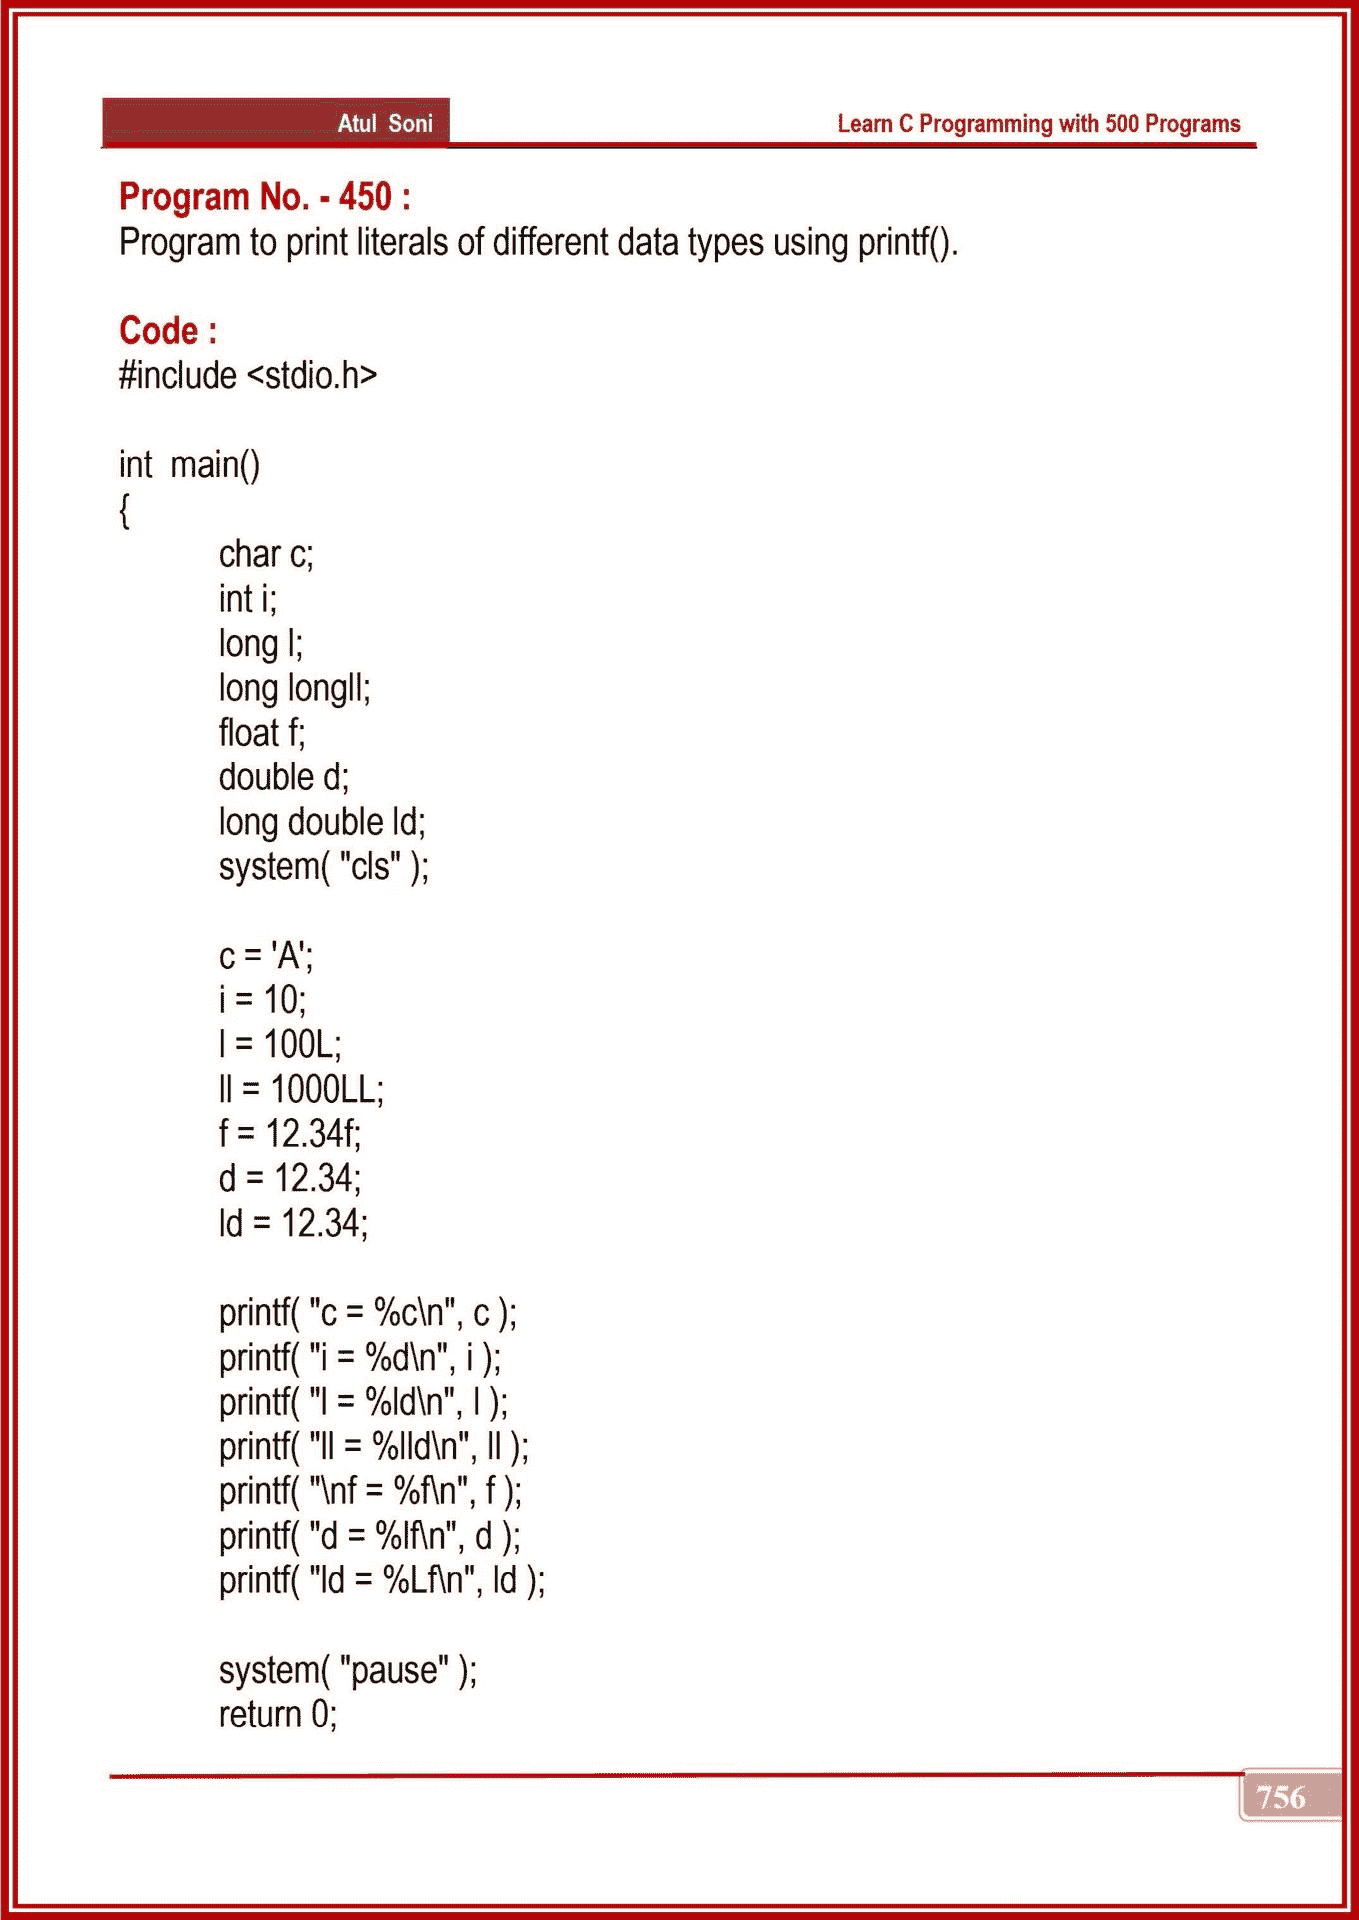 Atul  Soni
Learn C Programming with 500 Programs
Program No. - 450 :
Program to print literals of different data types using printf().
Code :
#include <stdio.h>
int  main()
{
char c;
int i;
long l;
long longll;
float f;
double d;
long double ld;
system( "cls" );
c = 'A';
i = 10;
l = 100L;
ll = 1000LL;
f = 12.34f;
d = 12.34;
ld = 12.34;
printf( "c = %c\n", c );
printf( "i = %d\n", i );
printf( "l = %ld\n", l );
printf( "ll = %lld\n", ll );
printf( "\nf = %f\n", f );
printf( "d = %lf\n", d );
printf( "ld = %Lf\n", ld );
system( "pause" );
return 0;
756